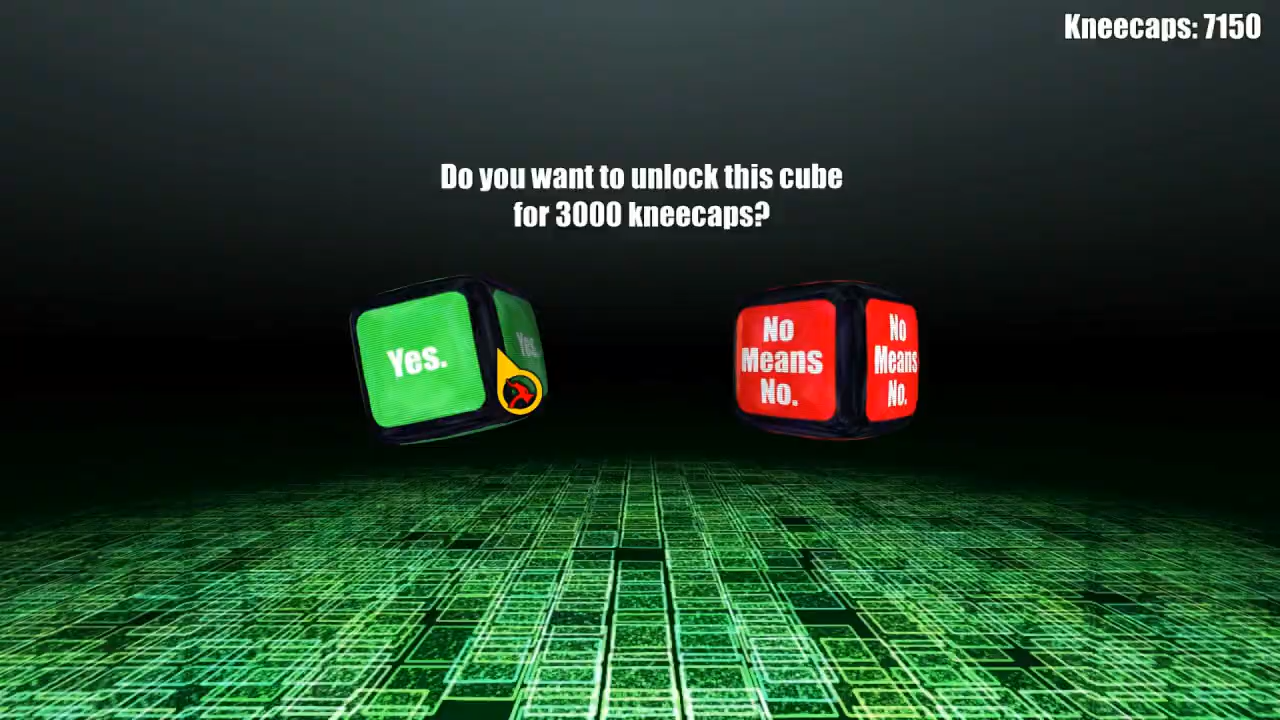 Kneecaps: 7150
Do you want to unlock this cube
for 3000 kneecaps?
Yes.
Yes.
No
Means
No.
No
Means
No.